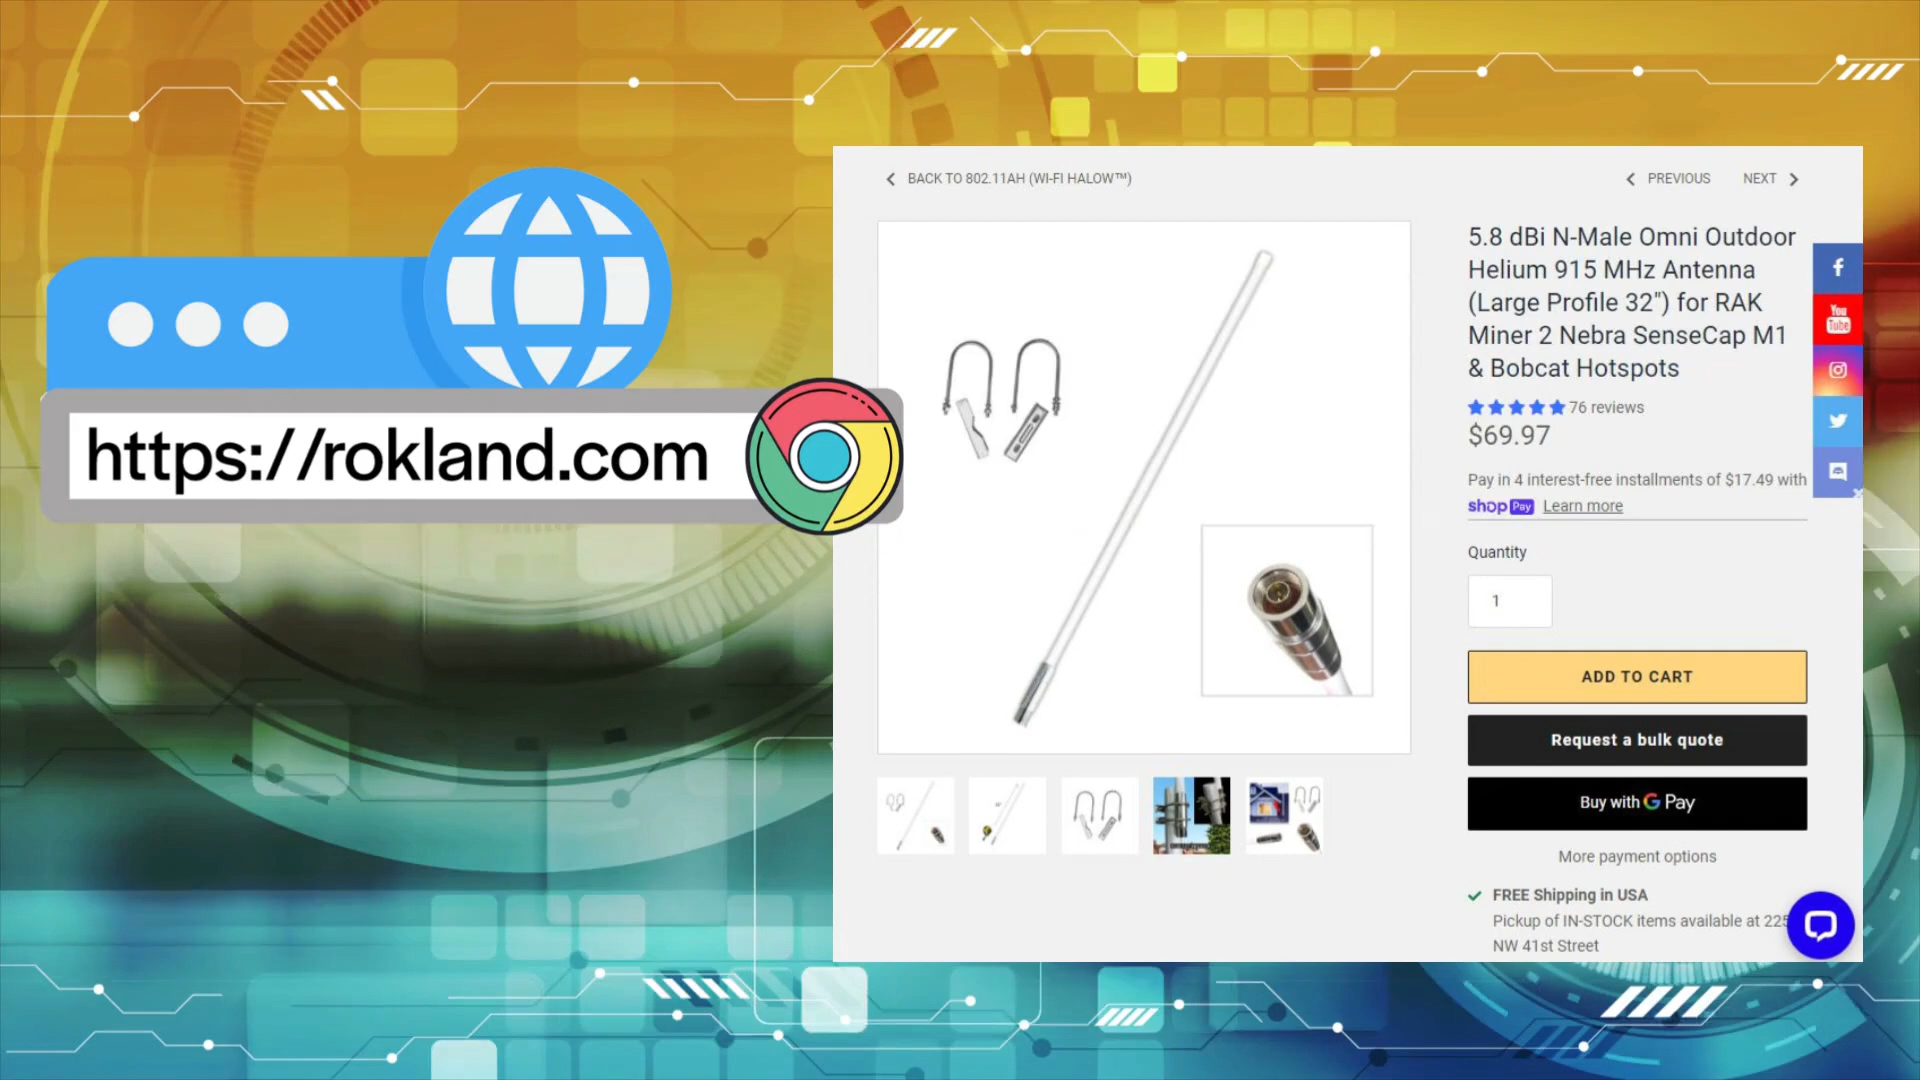 https://rokland.com
BACK TO 802.11AH (WI-FI HALOW™)
PREVIOUS
NEXT
5.8 dBi N-Male Omni Outdoor
Helium 915 MHz Antenna
(Large Profile 32") for RAK
Miner 2 Nebra SenseCap M1
& Bobcat Hotspots
76 reviews
$69.97
Pay in 4 interest-free installments of $17.49 with
shop Pay Learn more
Quantity
1
ADD TO CART
Request a bulk quote
Buy with G Pay
More payment options
FREE Shipping in USA
Pickup of IN-STOCK items available at 225
NW 41st Street
You
Tube